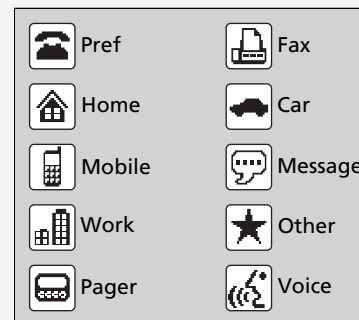 Pref
Fax
Home
Car
Mobile
Message
Work
Other
Pager
Voice